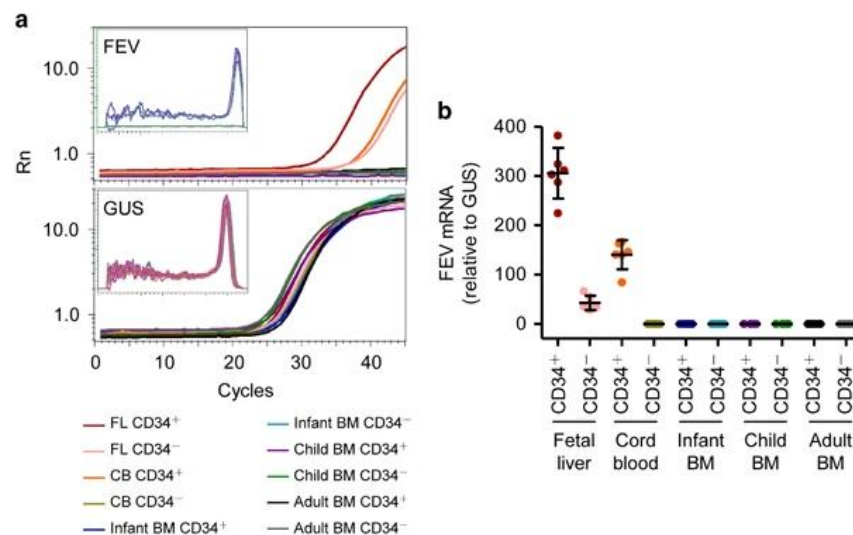 a
FEV
10.0
1.0
Rn
GUS
10.0
1.0
0 10 20 30 40
Cycles
FL CD34+
FL CD34−
CB CD34+
CB CD34−
Infant BM CD34+
Infant BM CD34−
Child BM CD34+
Child BM CD34−
Adult BM CD34+
Adult BM CD34−
b
FEV mRNA
(relative to GUS)
400
300
200
100
0
CD34+
CD34−
CD34+
CD34−
CD34+
CD34−
CD34+
CD34−
CD34+
CD34−
Fetal
liver
Cord
blood
Infant
BM
Child
BM
Adult
BM